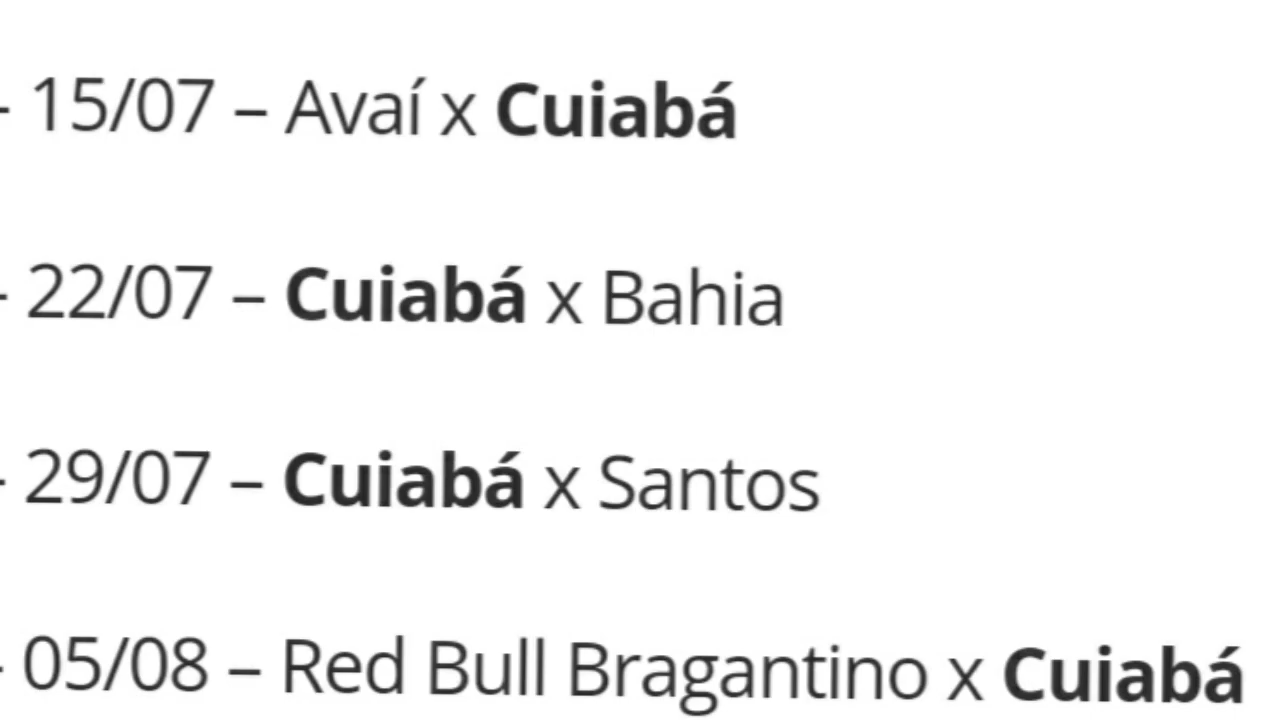 - 15/07 – Avaí x Cuiabá
- 22/07 – Cuiabá x Bahia
- 29/07 – Cuiabá x Santos
- 05/08 – Red Bull Bragantino x Cuiabá